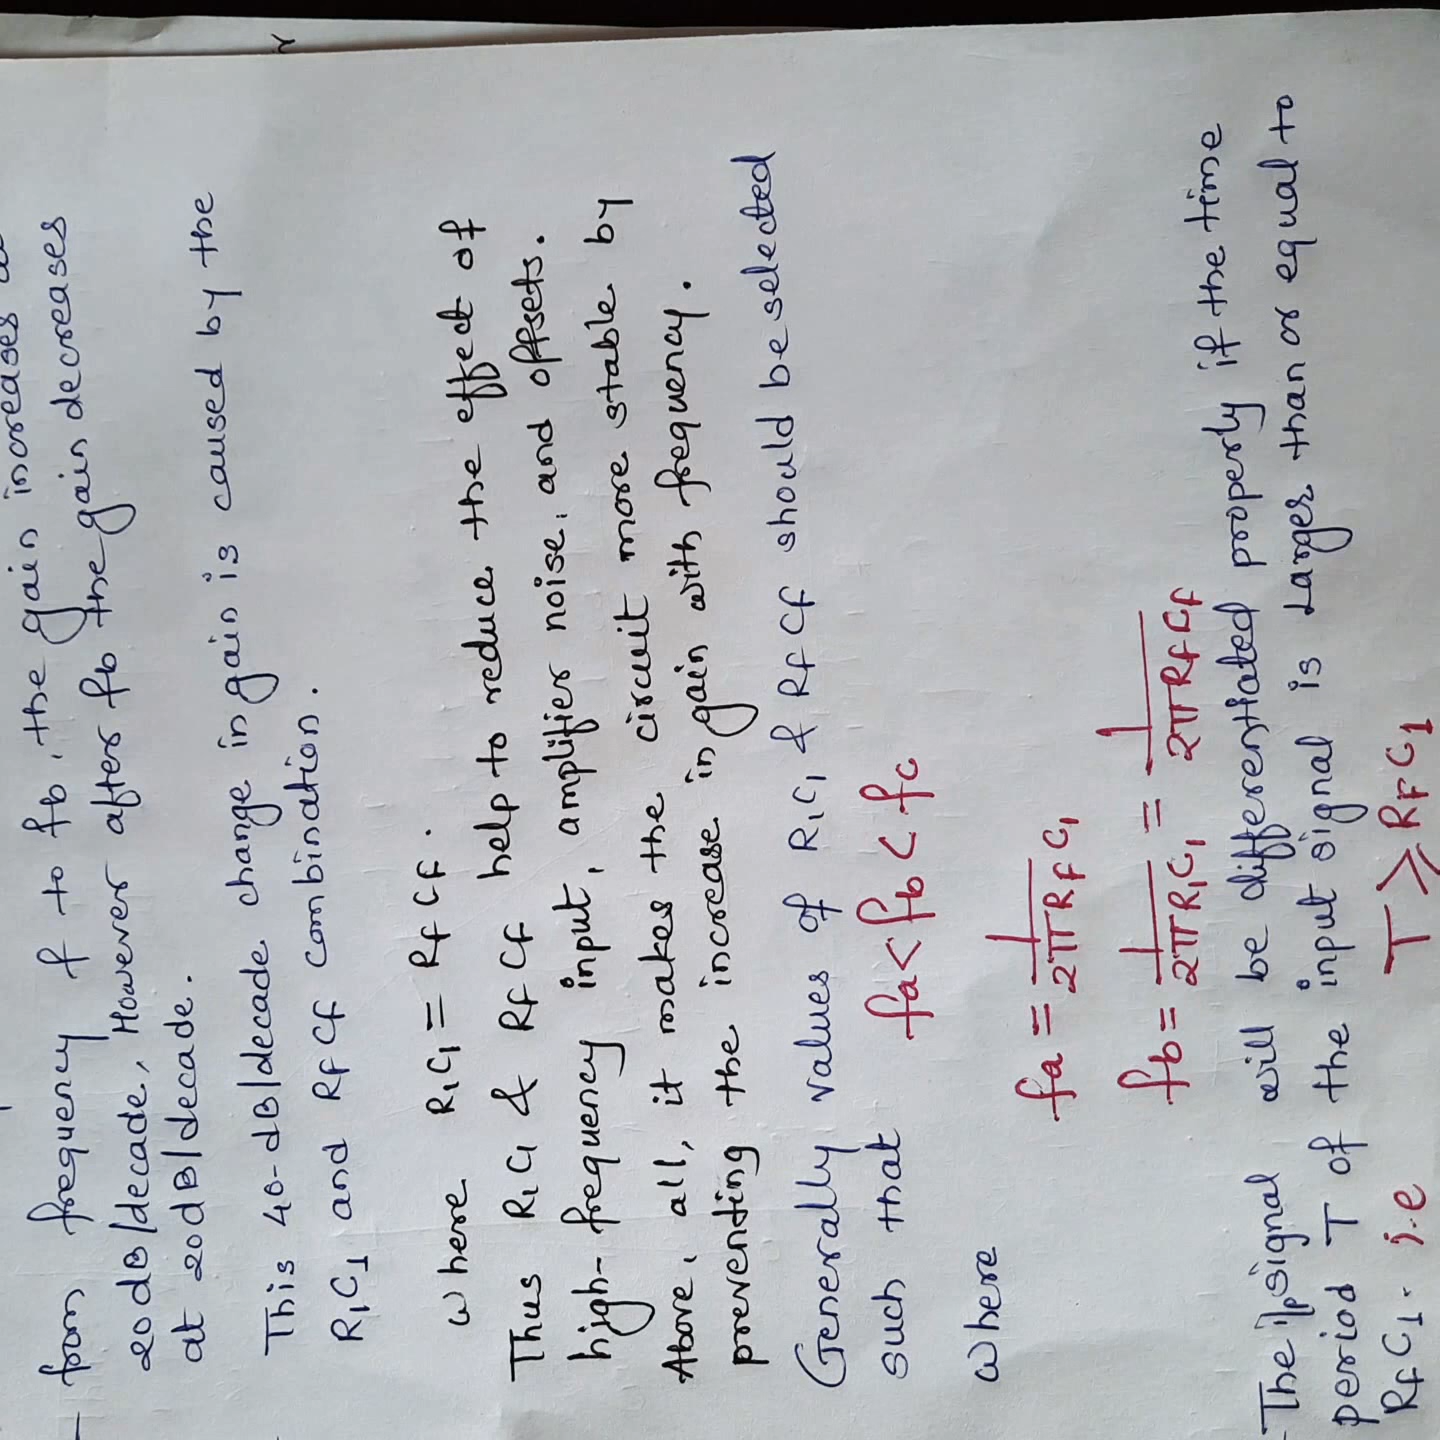 - from frequency f to fb, the gain increases
20dB/decade, However after fb the gain decreases
at 20dB/decade.
This 40-dB/decade change in gain is caused by the
R1C1 and RfCf combination.
where R1C1 = RfCf.
Thus R1C1 & RfCf help to reduce the effect of
high-frequency input, amplifier noise, and offsets.
Above, all, it makes the circuit more stable by
preventing the increase in gain with frequency.
Generally values of R1C1 & RfCf should be selected
such that
fa < fb < fc
where
fa = 1/2πRFC1
fb = 1/2πR1C1 = 1/2πRFCF
- The i/p signal will be differentiated properly if the time
period T of the input signal is Larger than or equal to
RfC1. i.e T ≥ RFC1